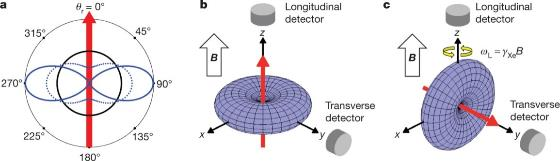 a
θr = 0°
45°
90°
135°
180°
225°
270°
315°
b
Longitudinal
detector
B
z
x
y
Transverse
detector
c
Longitudinal
detector
B
z
ωL = γXeB
Transverse
detector
x
y